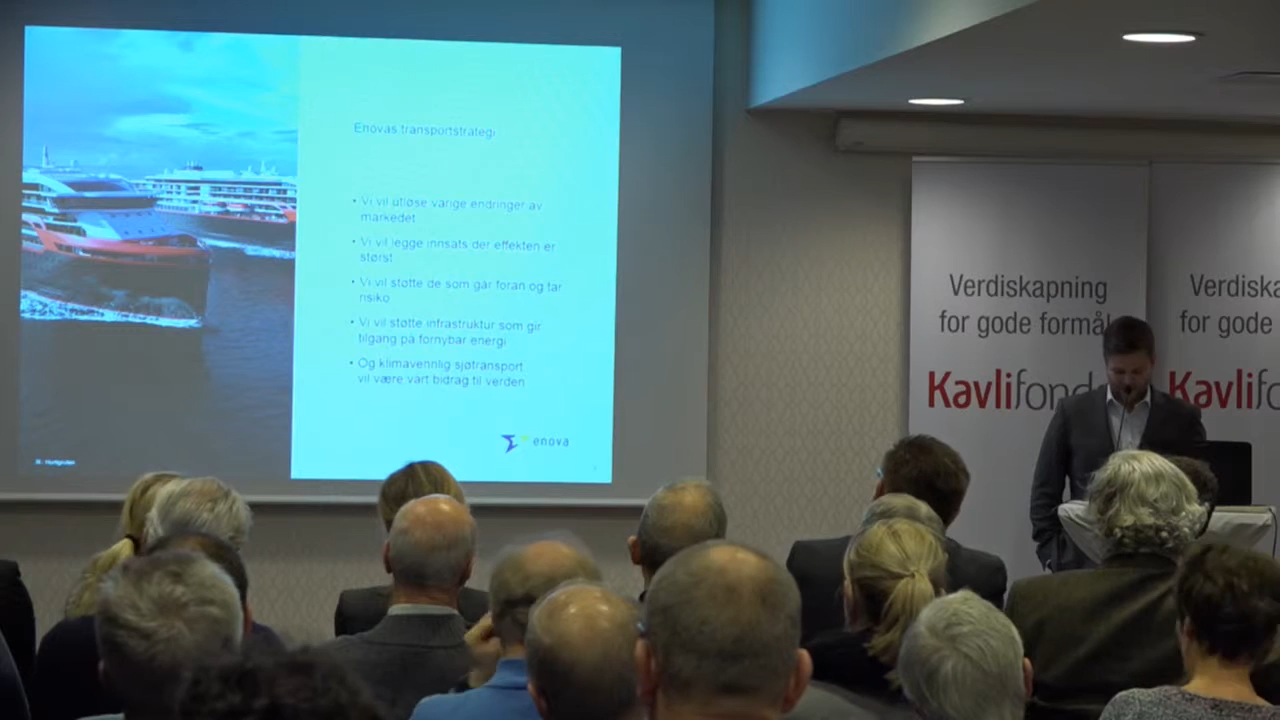 Enovas transportstrategi
• Vi vil utløse varige endringer av
markedet
• Vi vil legge innsats der effekten er
størst
• Vi vil støtte de som går foran og tar
risiko
• Vi vil støtte infrastruktur som gir
tilgang på fornybar energi
• Og klimavennlig sjøtransport
vil være vårt bidrag til verden
enova
Verdiskapning
for gode formål
Kavlifond
Verdiska
for gode
Kavlifo